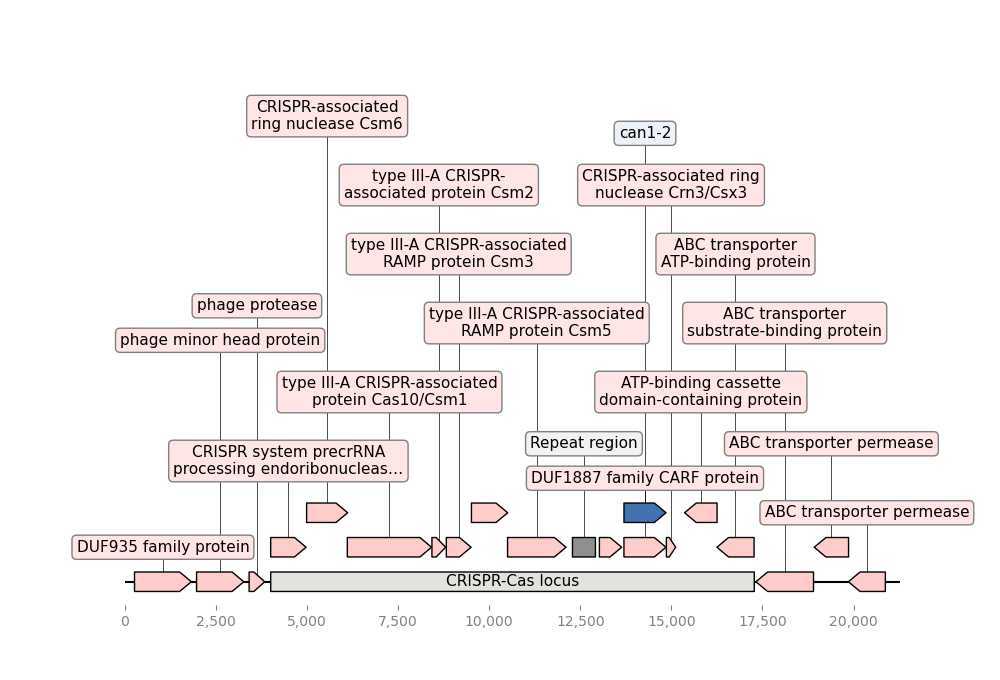 CRISPR-associated
ring nuclease Csm6
can1-2
type III-A CRISPR-
associated protein Csm2
CRISPR-associated ring
nuclease Crn3/Csx3
type III-A CRISPR-associated
RAMP protein Csm3
ABC transporter
ATP-binding protein
phage protease
type III-A CRISPR-associated
RAMP protein Csm5
ABC transporter
substrate-binding protein
phage minor head protein
type III-A CRISPR-associated
protein Cas10/Csm1
ATP-binding cassette
domain-containing protein
Repeat region
ABC transporter permease
CRISPR system precrRNA
processing endoribonucleas…
DUF1887 family CARF protein
ABC transporter permease
DUF935 family protein
CRISPR-Cas locus
0 2,500 5,000 7,500 10,000 12,500 15,000 17,500 20,000